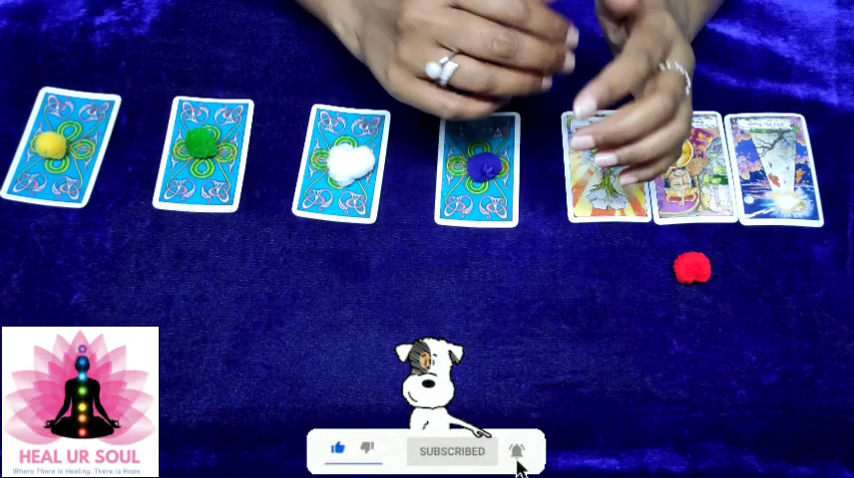 HEAL UR SOUL
Where There is Healing, There is Hope.
SUBSCRIBED